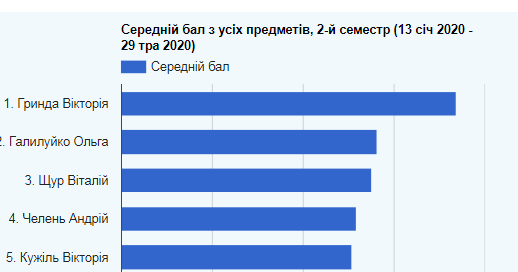 Середній бал з усіх предметів, 2-й семестр (13 січ 2020 -
29 тра 2020)
Середній бал
1. Гринда Вікторія
2. Галилуйко Ольга
3. Щур Віталій
4. Челень Андрій
5. Кужіль Вікторія